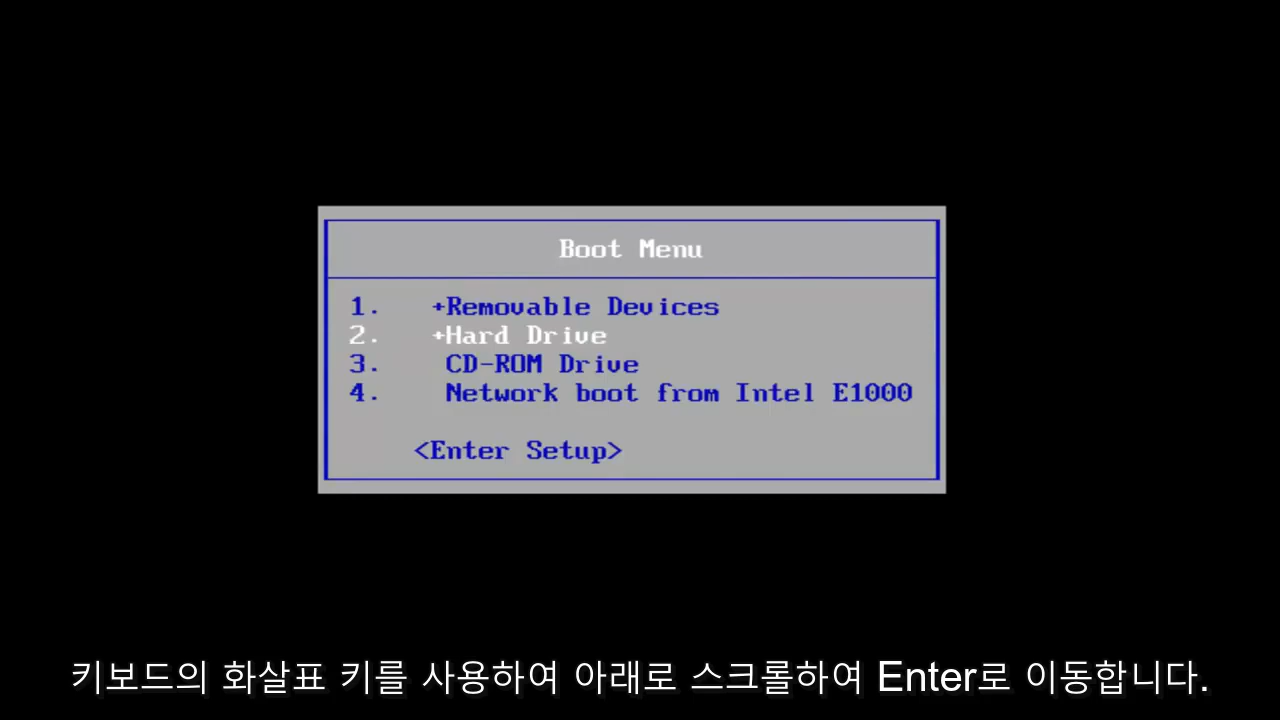 Boot Menu
1. +Removable Devices
2. +Hard Drive
3. CD-ROM Drive
4. Network boot from Intel E1000
<Enter Setup>
키보드의 화살표 키를 사용하여 아래로 스크롤하여 Enter로 이동합니다.